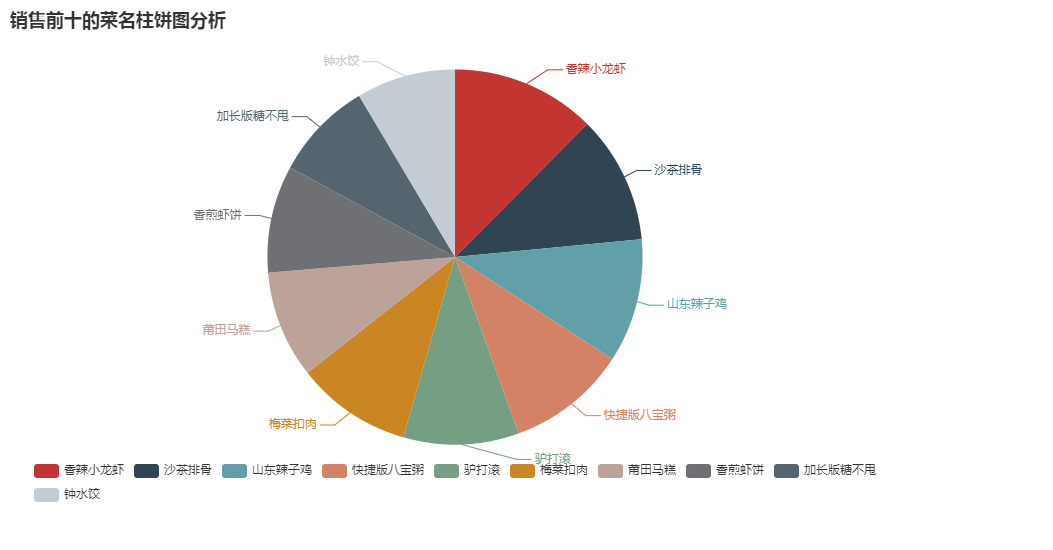 销售前十的菜名柱饼图分析
钟水饺
香辣小龙虾
加长版糖不甩
沙茶排骨
香煎虾饼
山东辣子鸡
莆田马糕
快捷版八宝粥
梅菜扣肉
驴打滚
香辣小龙虾 沙茶排骨 山东辣子鸡 快捷版八宝粥 驴打滚 梅菜扣肉 莆田马糕 香煎虾饼 加长版糖不甩
钟水饺